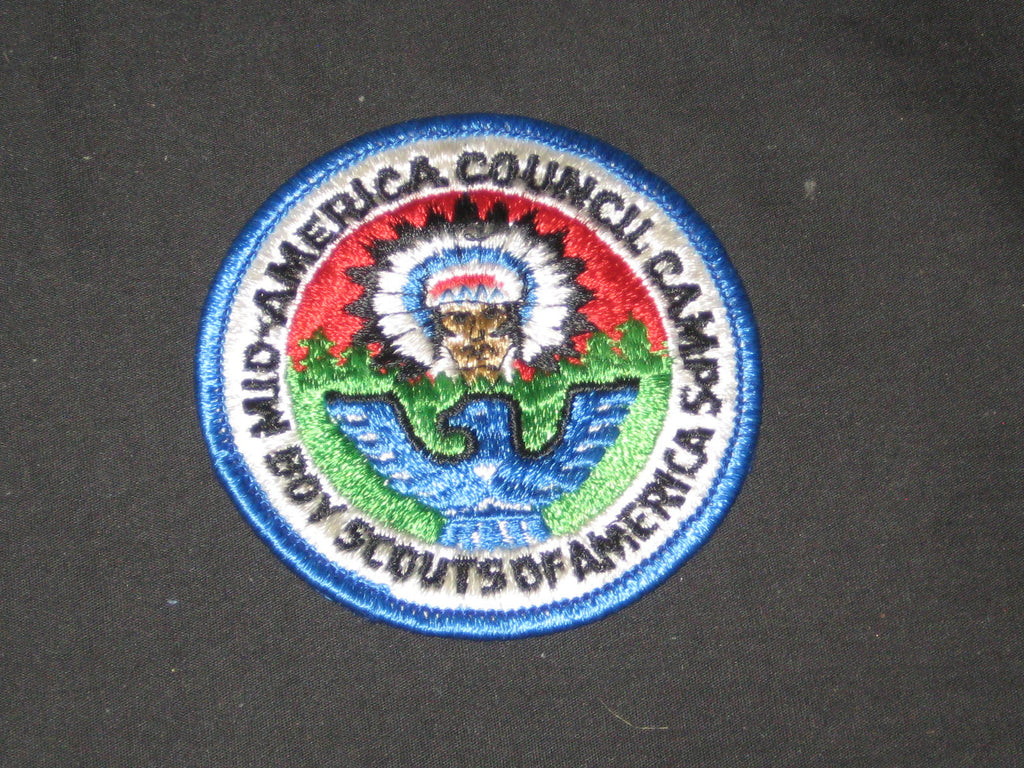 MID-AMERICA COUNCIL CAMPS
BOY SCOUTS OF AMERICA